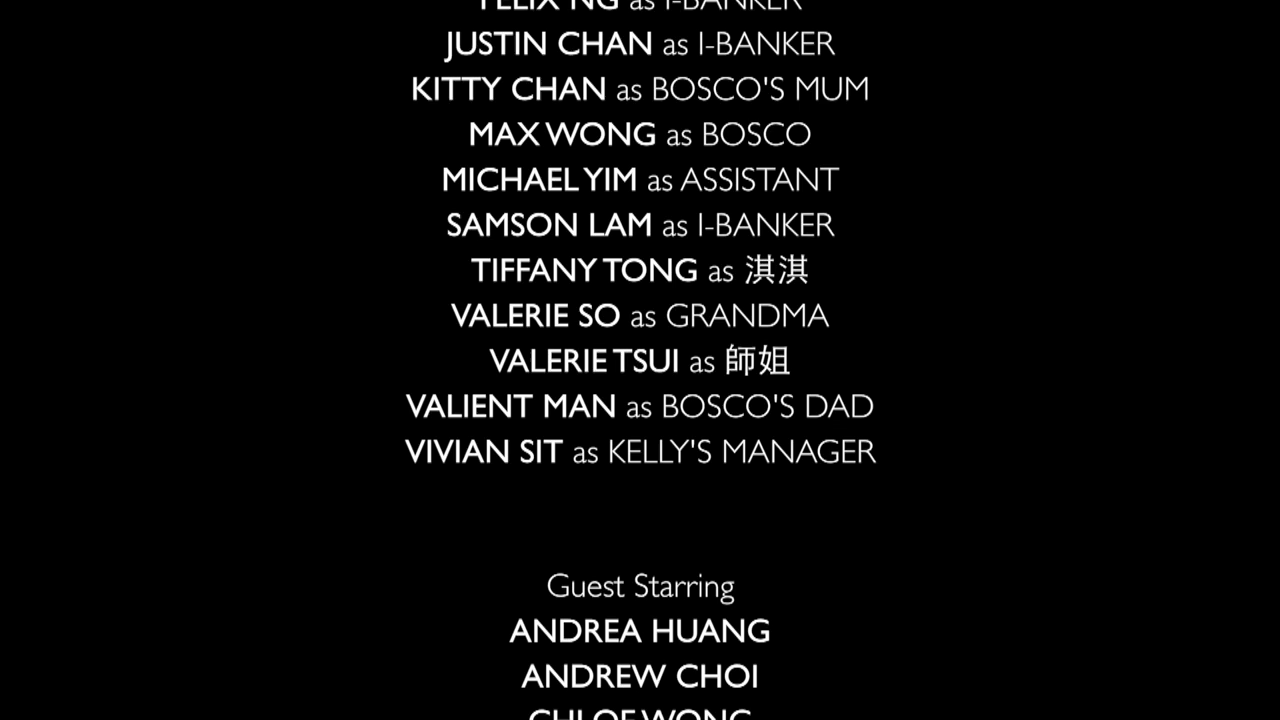 FELIX NG as I-BANKER
JUSTIN CHAN as I-BANKER
KITTY CHAN as BOSCO'S MUM
MAX WONG as BOSCO
MICHAEL YIM as ASSISTANT
SAMSON LAM as I-BANKER
TIFFANY TONG as 淇淇
VALERIE SO as GRANDMA
VALERIE TSUI as 師姐
VALIENT MAN as BOSCO'S DAD
VIVIAN SIT as KELLY'S MANAGER
Guest Starring
ANDREA HUANG
ANDREW CHOI
CHLOE WONG